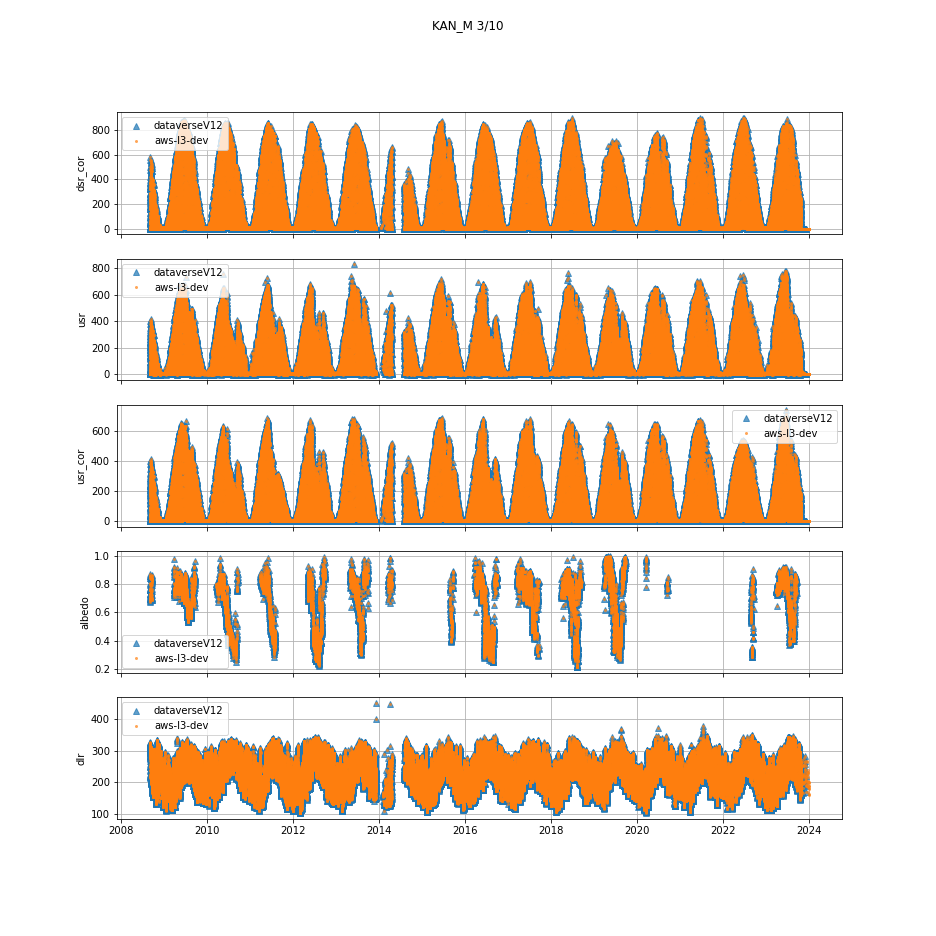 KAN_M 3/10
800
600
400
200
0
dsr_cor
dataverseV12
aws-l3-dev
800
600
400
200
0
usr
dataverseV12
aws-l3-dev
600
400
200
0
usr_cor
dataverseV12
aws-l3-dev
1.0
0.8
0.6
0.4
0.2
albedo
dataverseV12
aws-l3-dev
400
300
200
100
dlr
dataverseV12
aws-l3-dev
2008 2010 2012 2014 2016 2018 2020 2022 2024